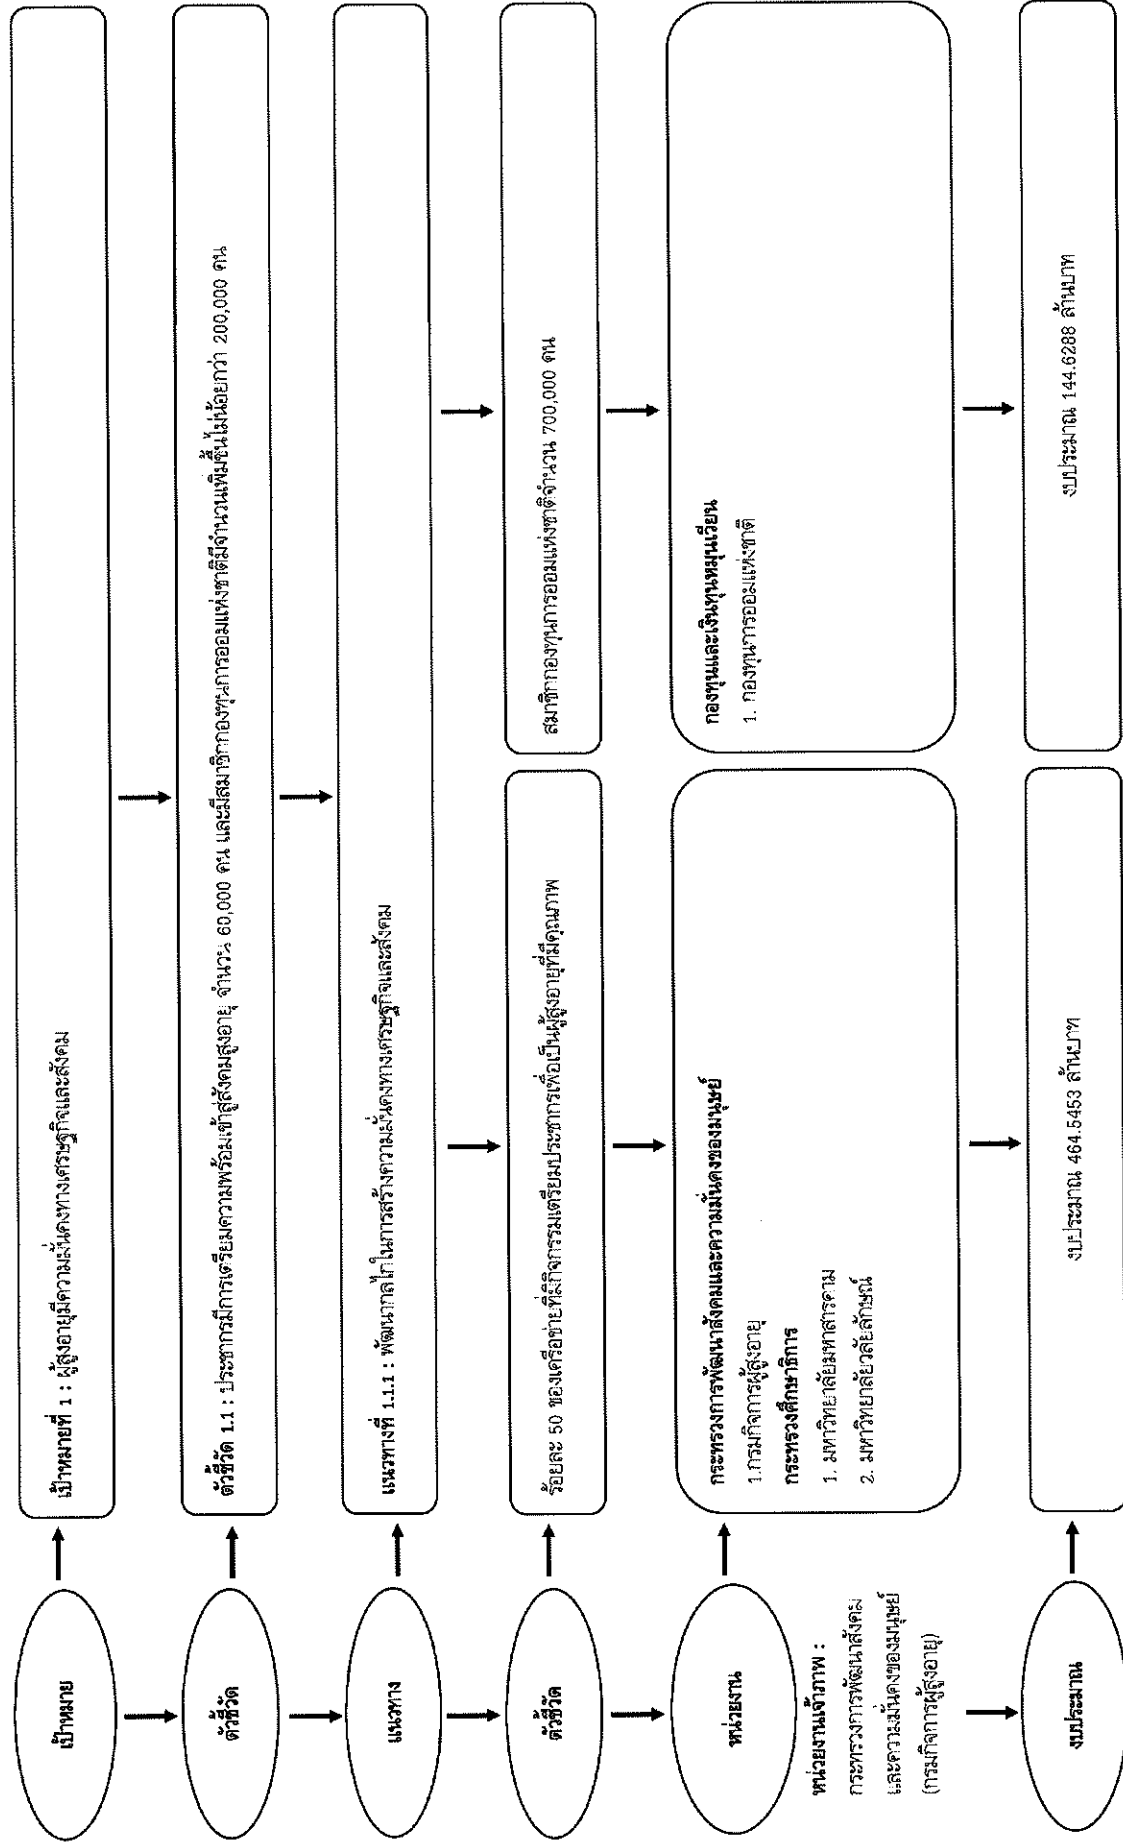 เป้าหมาย
เป้าหมายที่ 1 : ผู้สูงอายุมีความมั่นคงทางเศรษฐกิจและสังคม
ตัวชี้วัด
ตัวชี้วัด 1.1 : ประชากรมีการเตรียมความพร้อมเข้าสู่สังคมสูงอายุ จำนวน 60,000 คน และมีสมาชิกกองทุนการออมแห่งชาติมีจำนวนเพิ่มขึ้นไม่น้อยกว่า 200,000 คน
แนวทาง
แนวทางที่ 1.1.1 : พัฒนากลไกในการสร้างความมั่นคงทางเศรษฐกิจและสังคม
ตัวชี้วัด
ร้อยละ 50 ของเครือข่ายที่มีกิจกรรมเตรียมประชากรเพื่อเป็นผู้สูงอายุที่มีคุณภาพ
สมาชิกกองทุนการออมแห่งชาติจำนวน 700,000 คน
หน่วยงาน
หน่วยงานเจ้าภาพ :
กระทรวงการพัฒนาสังคม
และความมั่นคงของมนุษย์
(กรมกิจการผู้สูงอายุ)
กระทรวงการพัฒนาสังคมและความมั่นคงของมนุษย์
1.กรมกิจการผู้สูงอายุ
กระทรวงศึกษาธิการ
1. มหาวิทยาลัยมหาสารคาม
2. มหาวิทยาลัยวลัยลักษณ์
กองทุนและเงินทุนหมุนเวียน
1. กองทุนการออมแห่งชาติ
งบประมาณ
งบประมาณ 464.5453 ล้านบาท
งบประมาณ 144.6288 ล้านบาท